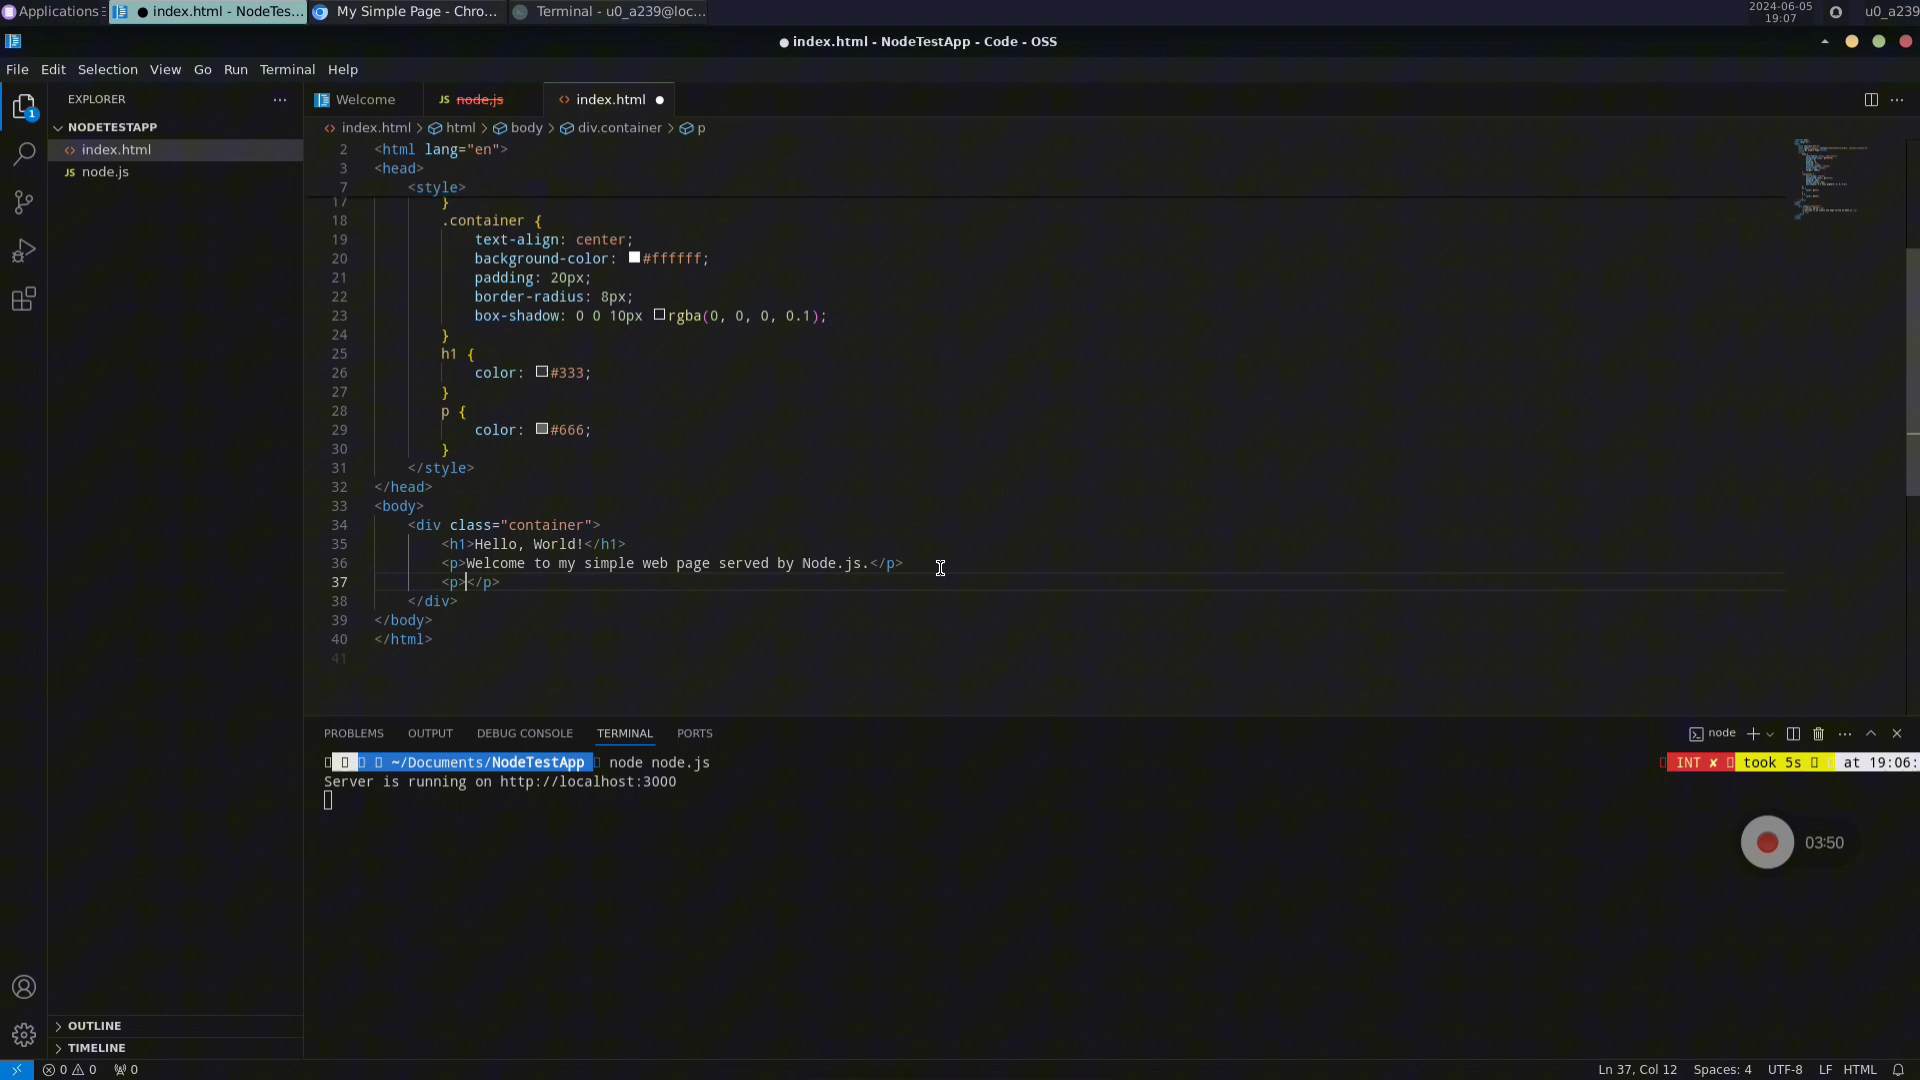 Applications
index.html - NodeTes...
My Simple Page - Chro...
Terminal - u0_a239@loc...
2024-06-05
19:07
u0_a239
index.html - NodeTestApp - Code - OSS
File Edit Selection View Go Run Terminal Help
EXPLORER
Welcome
JS node.js
index.html
NODETESTAPP
index.html
JS node.js
1
index.html > html > body > div.container > p
2 <html lang="en">
3 <head>
7 <style>
17 }
18 .container {
19 text-align: center;
20 background-color: #ffffff;
21 padding: 20px;
22 border-radius: 8px;
23 box-shadow: 0 0 10px rgba(0, 0, 0, 0.1);
24 }
25 h1 {
26 color: #333;
27 }
28 p {
29 color: #666;
30 }
31 </style>
32 </head>
33 <body>
34 <div class="container">
35 <h1>Hello, World!</h1>
36 <p>Welcome to my simple web page served by Node.js.</p>
37 <p></p>
38 </div>
39 </body>
40 </html>
41
PROBLEMS OUTPUT DEBUG CONSOLE TERMINAL PORTS
node
~/Documents/NodeTestApp node node.js
INT ✘ took 5s at 19:06:
Server is running on http://localhost:3000
03:50
OUTLINE
TIMELINE
0 0 0
Ln 37, Col 12 Spaces: 4 UTF-8 LF HTML